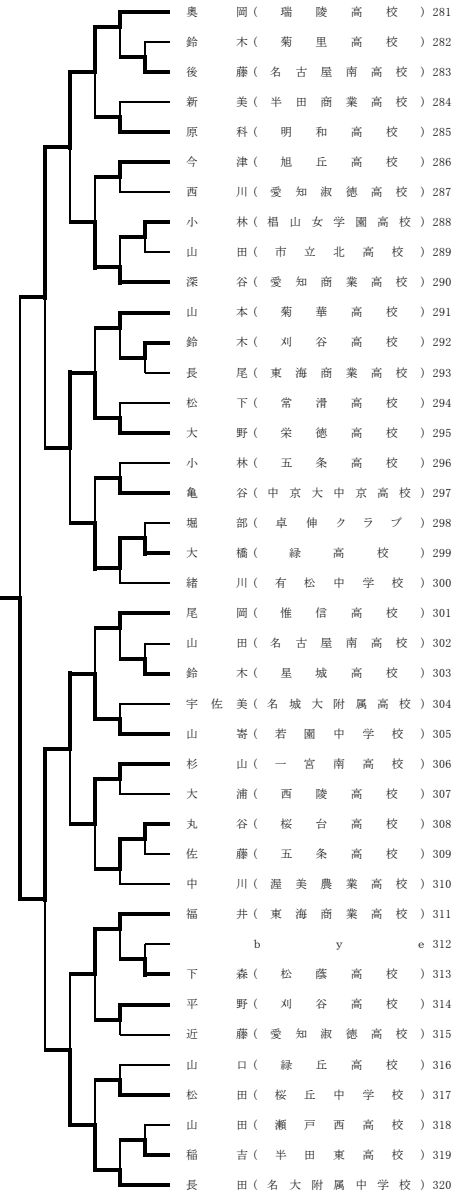 奥岡(瑞陵高校)281
鈴木(菊里高校)282
後藤(名古屋南高校)283
新美(半田商業高校)284
原科(明和高校)285
今津(旭丘高校)286
西川(愛知淑徳高校)287
小林(椙山女学園高校)288
山田(市立北高校)289
深谷(愛知商業高校)290
山本(菊華高校)291
鈴木(刈谷高校)292
長尾(東海商業高校)293
松下(常滑高校)294
大野(栄徳高校)295
小林(五条高校)296
亀谷(中京大中京高校)297
堀部(卓伸クラブ)298
大橋(緑高校)299
緒川(有松中学校)300
尾岡(惟信高校)301
山田(名古屋南高校)302
鈴木(星城高校)303
宇佐美(名城大附属高校)304
山嵜(若園中学校)305
杉山(一宮南高校)306
大浦(西陵高校)307
丸谷(桜台高校)308
佐藤(五条高校)309
中川(渥美農業高校)310
福井(東海商業高校)311
bye312
下森(松蔭高校)313
平野(刈谷高校)314
近藤(愛知淑徳高校)315
山口(緑丘高校)316
松田(桜丘中学校)317
山田(瀬戸西高校)318
稲吉(半田東高校)319
長田(名大附属中学校)320